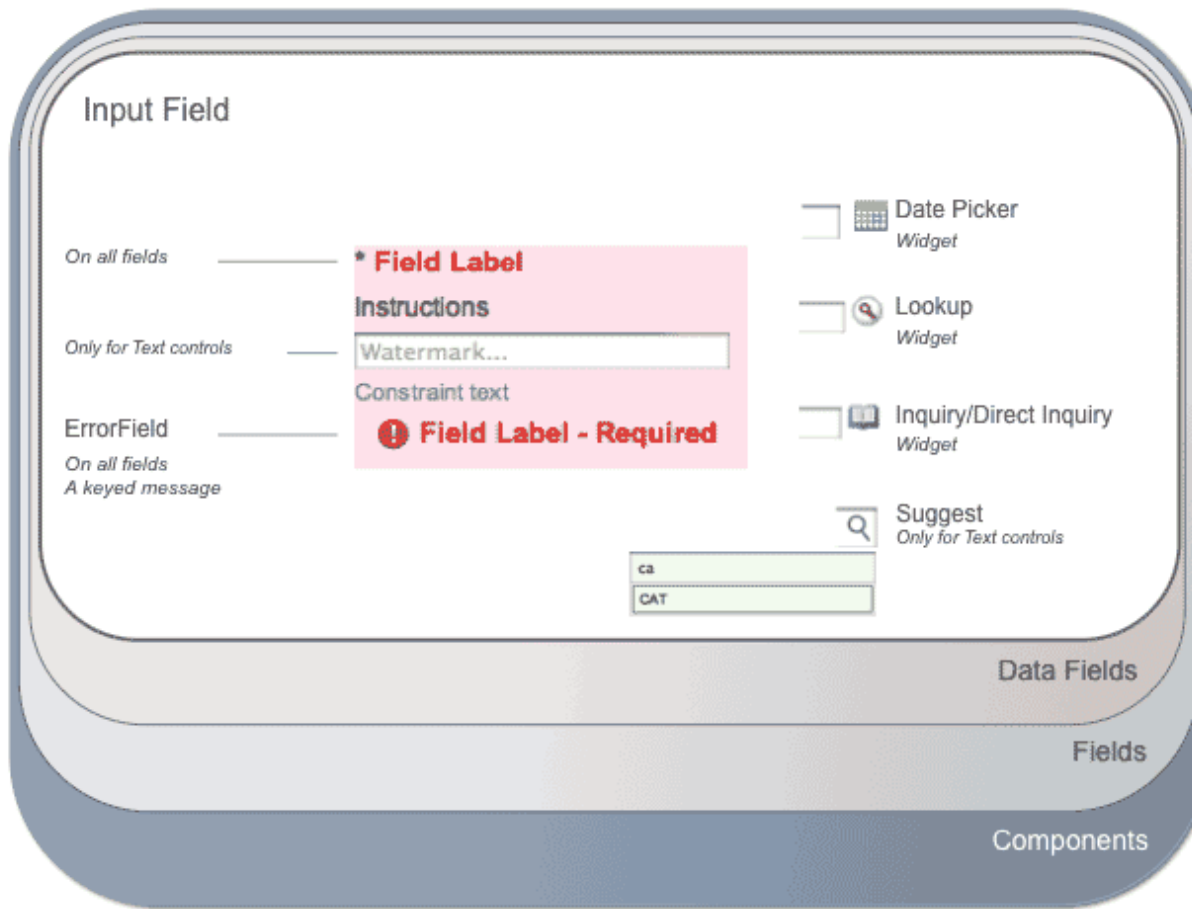 Input Field
On all fields
* Field Label
Instructions
Only for Text controls
Watermark...
Constraint text
ErrorField
On all fields
A keyed message
Field Label - Required
Date Picker
Widget
Lookup
Widget
Inquiry/Direct Inquiry
Widget
Suggest
Only for Text controls
ca
CAT
Data Fields
Fields
Components